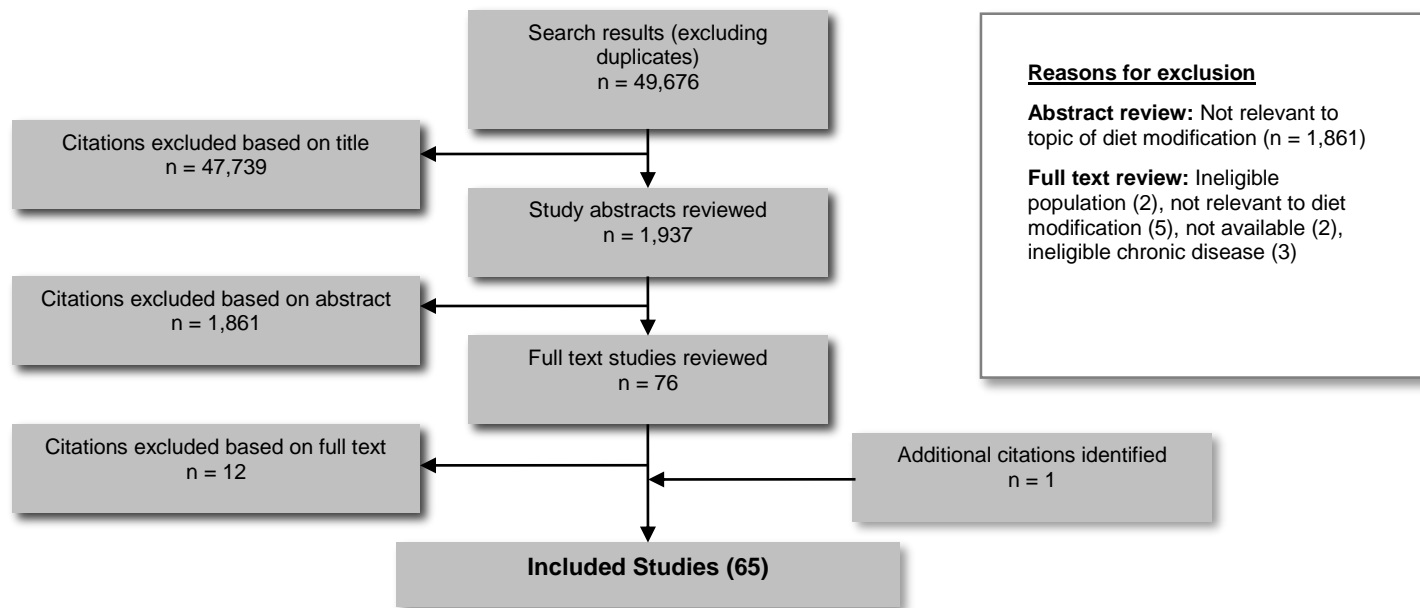 Search results (excluding
duplicates)
n = 49,676
Citations excluded based on title
n = 47,739
Study abstracts reviewed
n = 1,937
Citations excluded based on abstract
n = 1,861
Full text studies reviewed
n = 76
Citations excluded based on full text
n = 12
Additional citations identified
n = 1
Included Studies (65)
Reasons for exclusion
Abstract review: Not relevant to
topic of diet modification (n = 1,861)
Full text review: Ineligible
population (2), not relevant to diet
modification (5), not available (2),
ineligible chronic disease (3)